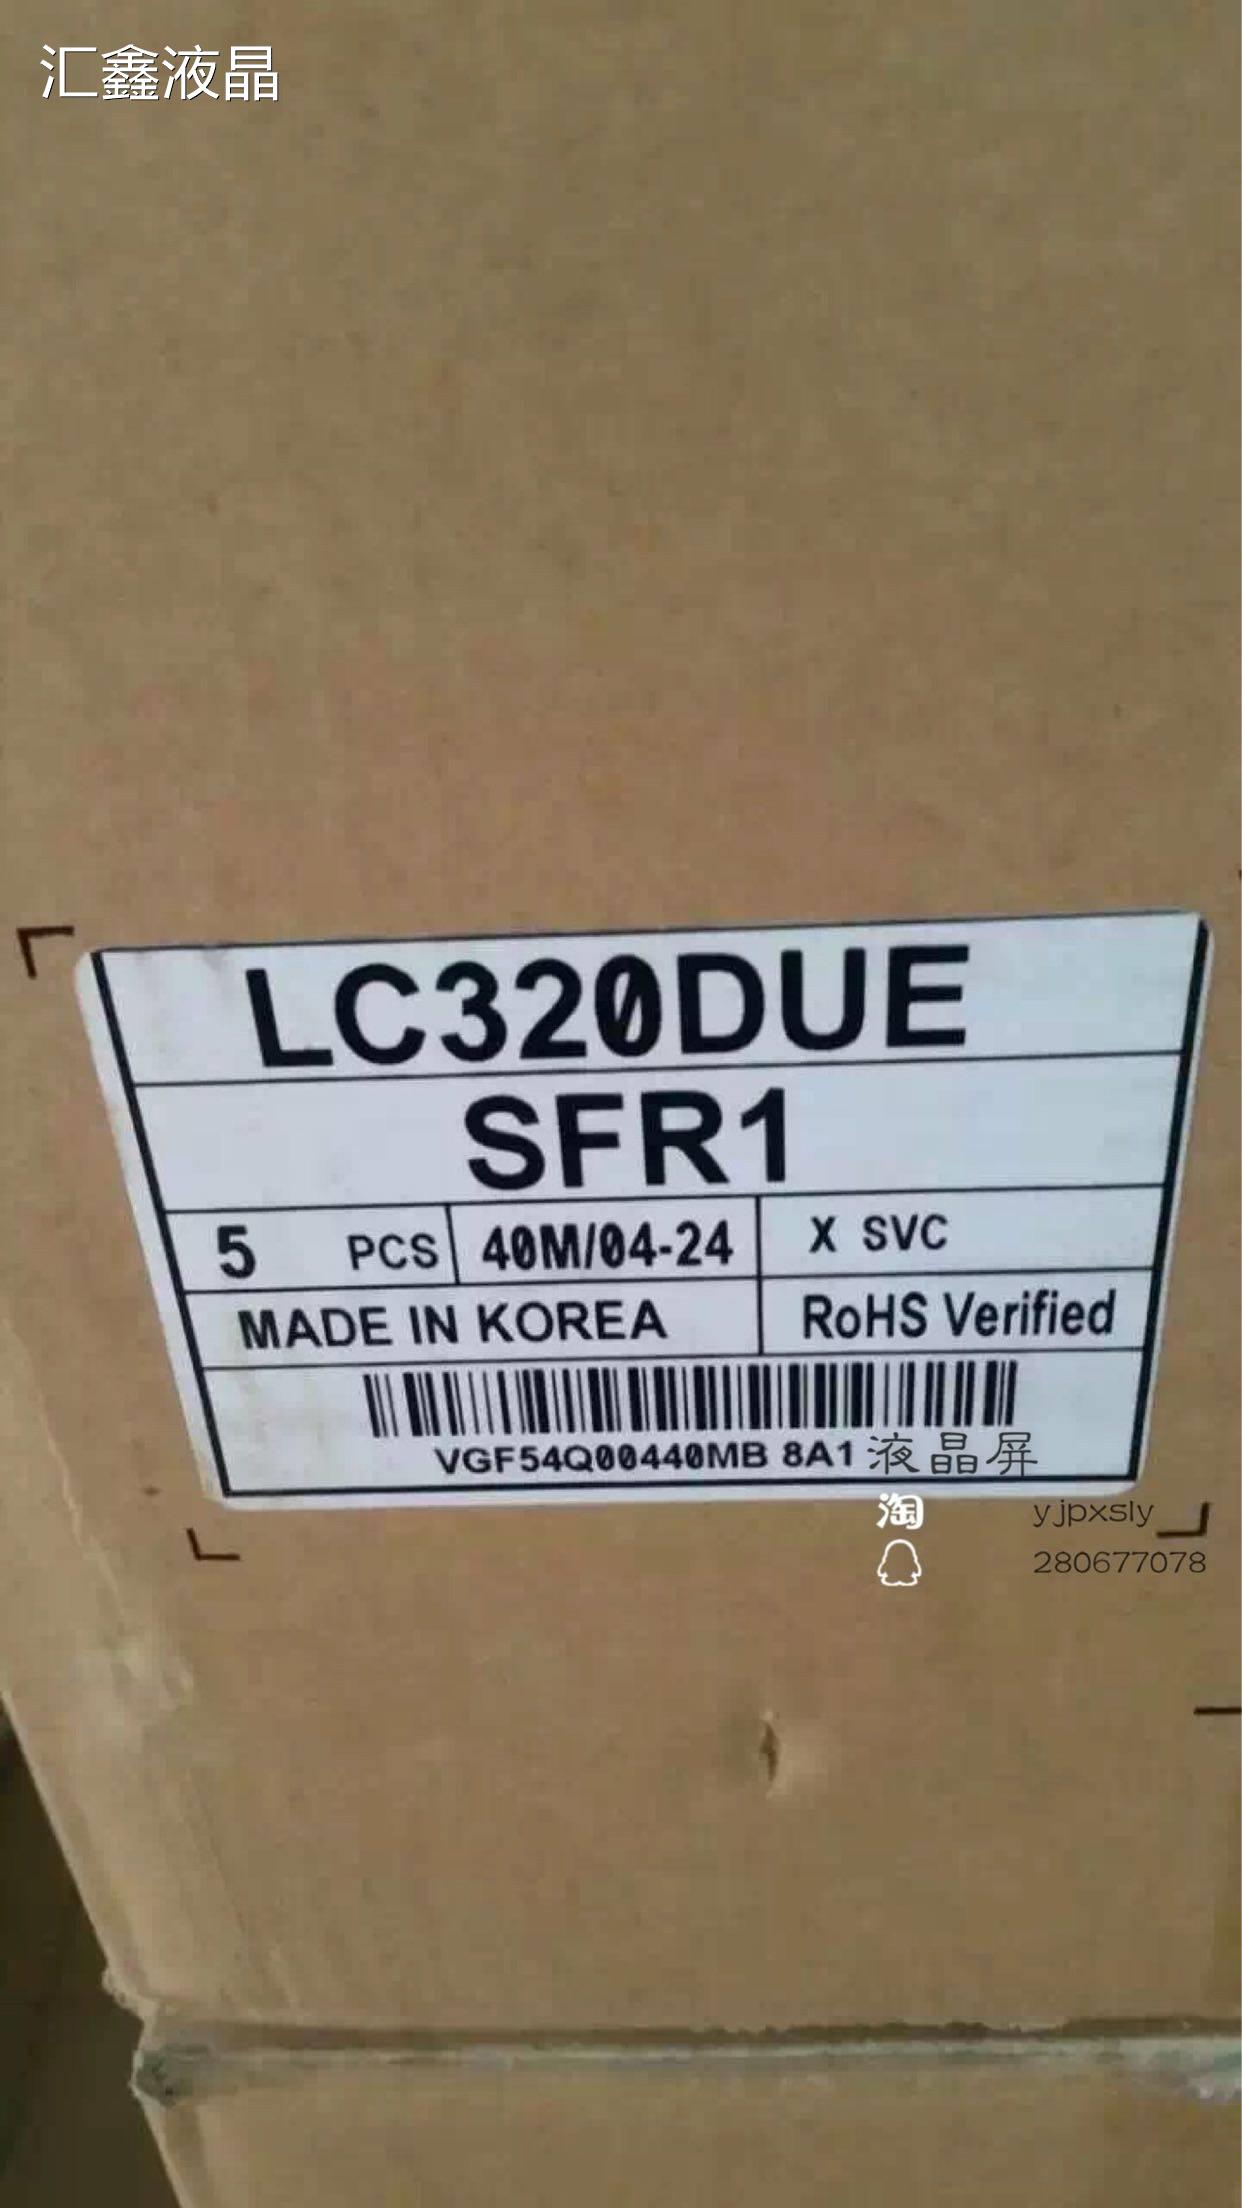 汇鑫液晶
LC320DUE
SFR1
5 PCS 40M/04-24 X SVC
MADE IN KOREA RoHS Verified
VGF54Q00440MB 8A1 液晶屏
淘 yjpxsly
280677078